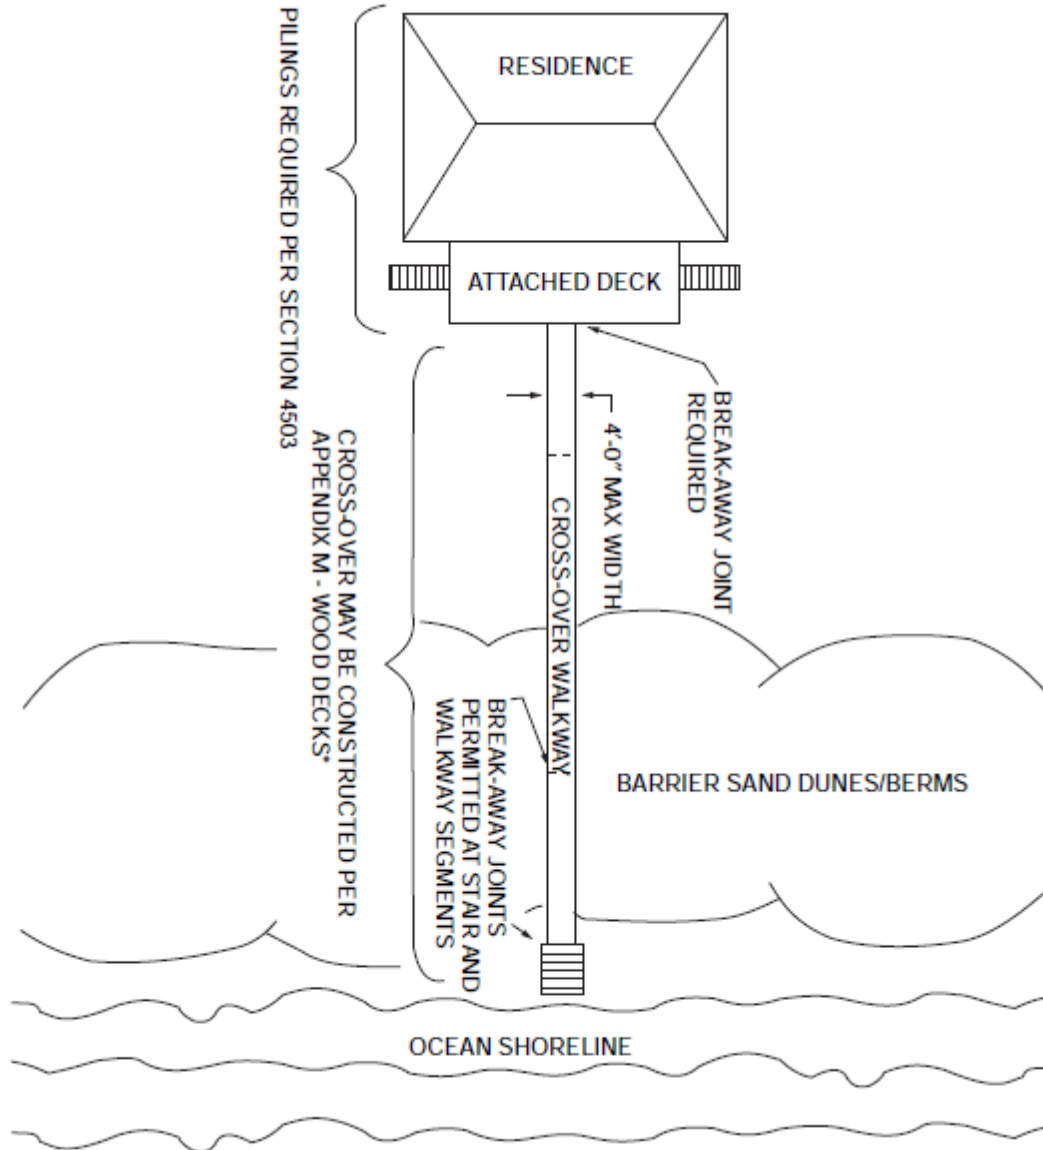 RESIDENCE
PILINGS REQUIRED PER SECTION 4503
ATTACHED DECK
BREAK-AWAY JOINT
REQUIRED
4'-0" MAX WIDTH
CROSS-OVER WALKWAY
CROSS-OVER MAY BE CONSTRUCTED PER
APPENDIX M - WOOD DECKS*
BREAK-AWAY JOINTS
PERMITTED AT STAIR AND
WALKWAY SEGMENTS
BARRIER SAND DUNES/BERMS
OCEAN SHORELINE